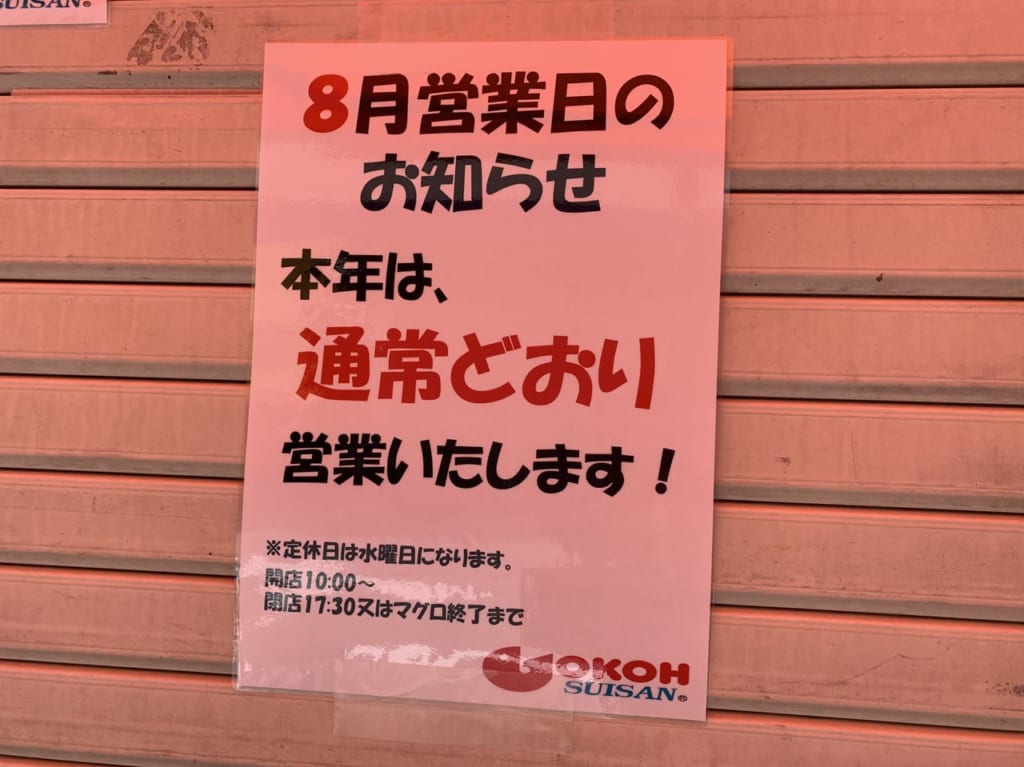 SUISAN®
8月営業日の
お知らせ
本年は、
通常どおり
営業いたします！
※定休日は水曜日になります。
開店10:00～
閉店17:30又はマグロ終了まで
GOKOH
SUISAN®